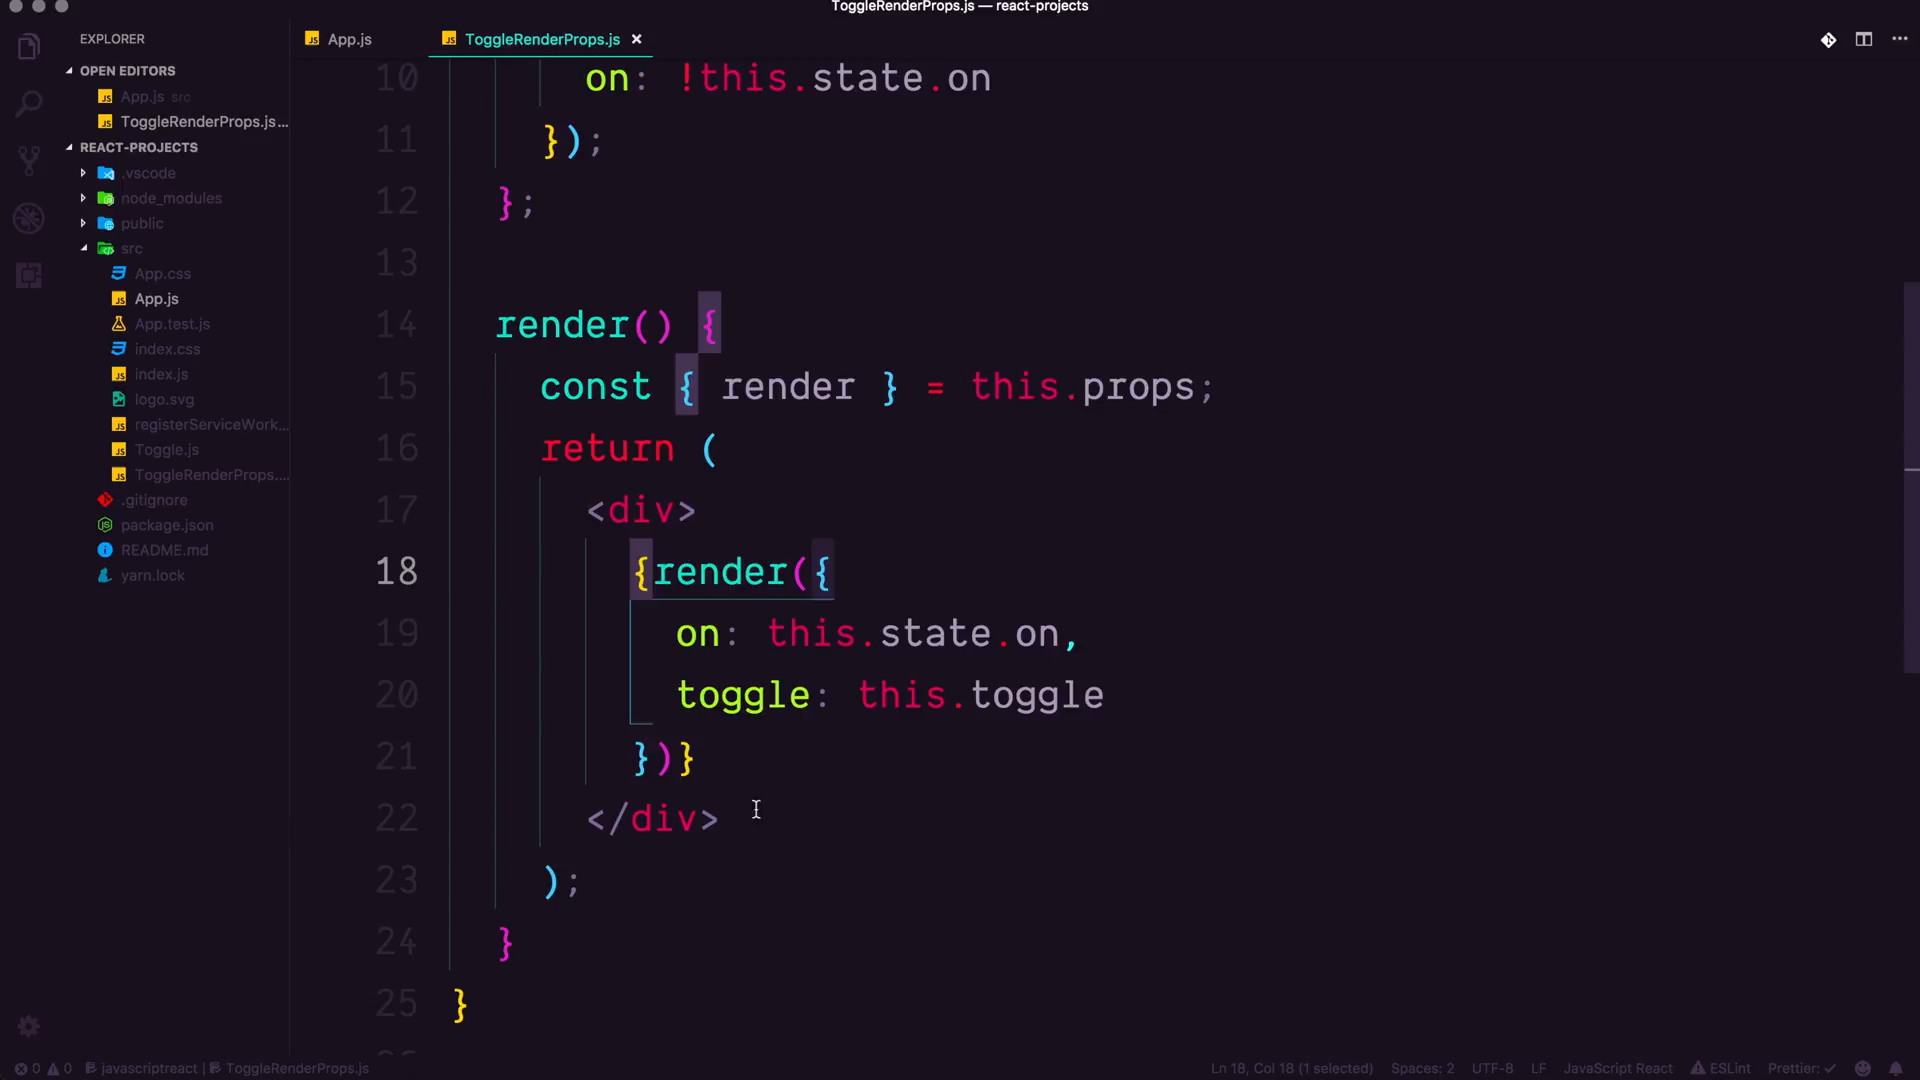 ToggleRenderProps.js — react-projects
EXPLORER
OPEN EDITORS
App.js src
ToggleRenderProps.js...
REACT-PROJECTS
.vscode
node_modules
public
src
App.css
App.js
App.test.js
index.css
index.js
logo.svg
registerServiceWork...
Toggle.js
ToggleRenderProps....
.gitignore
package.json
README.md
yarn.lock
App.js
ToggleRenderProps.js ×
10 on: !this.state.on
11 });
12 };
13
14 render() {
15 const { render } = this.props;
16 return (
17 <div>
18 {render({
19 on: this.state.on,
20 toggle: this.toggle
21 })}
22 </div>
23 );
24 }
25 }
0 0 javascriptreact | ToggleRenderProps.js
Ln 18, Col 18 (1 selected) Spaces: 2 UTF-8 LF JavaScript React ESLint Prettier: ✓